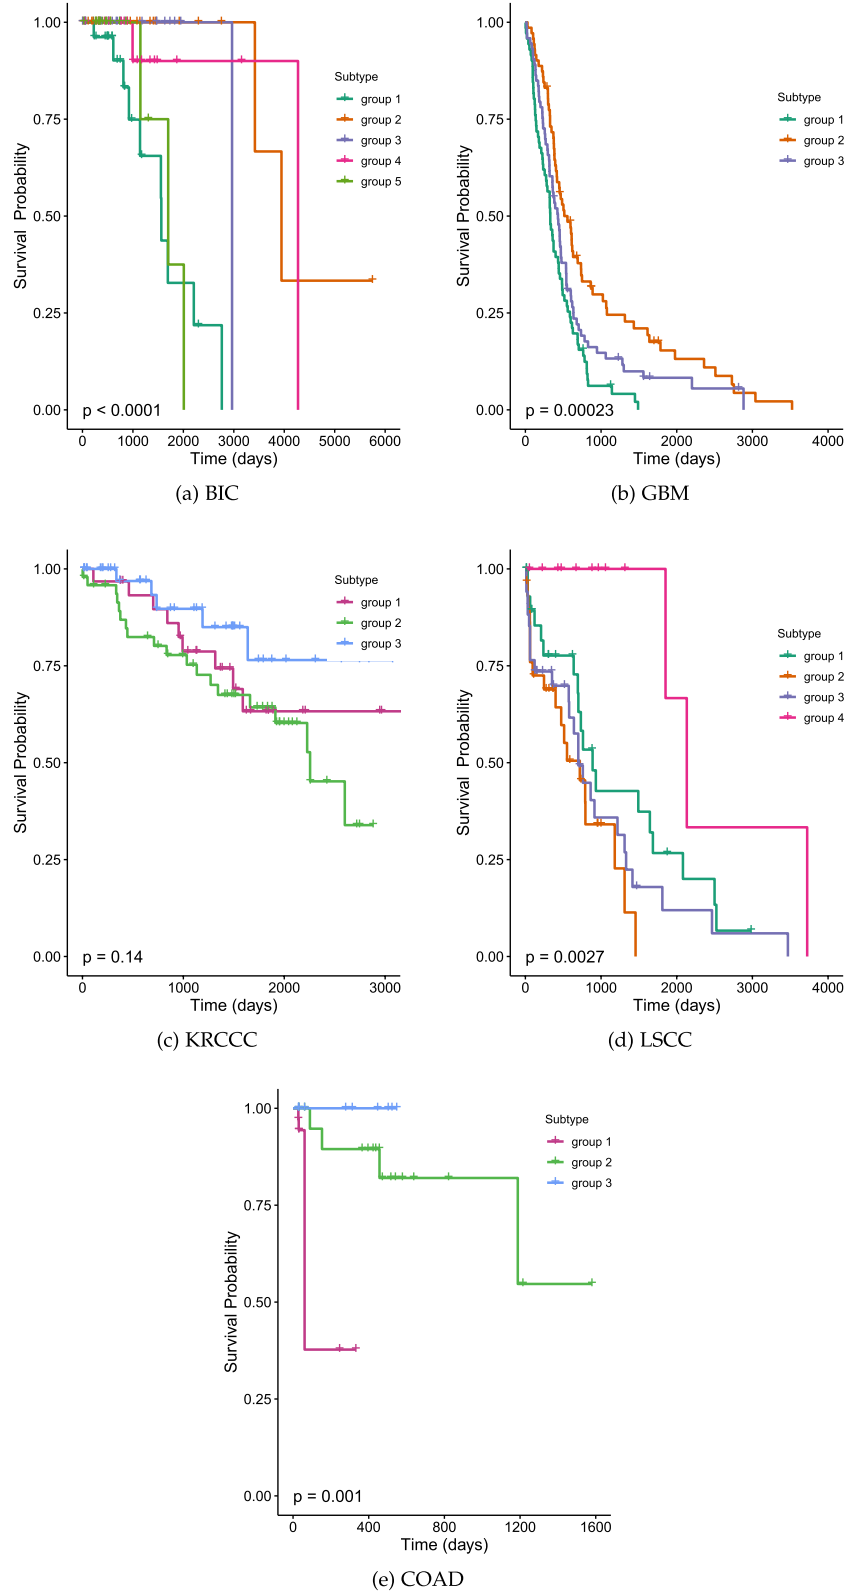 1.00
0.75
0.50
0.25
0.00
Survival Probability
Subtype
group 1
group 2
group 3
group 4
group 5
p < 0.0001
0 1000 2000 3000 4000 5000 6000
Time (days)
(a) BIC
1.00
0.75
0.50
0.25
0.00
Survival Probability
Subtype
group 1
group 2
group 3
p = 0.00023
0 1000 2000 3000 4000
Time (days)
(b) GBM
1.00
0.75
0.50
0.25
0.00
Survival Probability
Subtype
group 1
group 2
group 3
p = 0.14
0 1000 2000 3000
Time (days)
(c) KRCCC
1.00
0.75
0.50
0.25
0.00
Survival Probability
Subtype
group 1
group 2
group 3
group 4
p = 0.0027
0 1000 2000 3000 4000
Time (days)
(d) LSCC
1.00
0.75
0.50
0.25
0.00
Survival Probability
Subtype
group 1
group 2
group 3
p = 0.001
0 400 800 1200 1600
Time (days)
(e) COAD